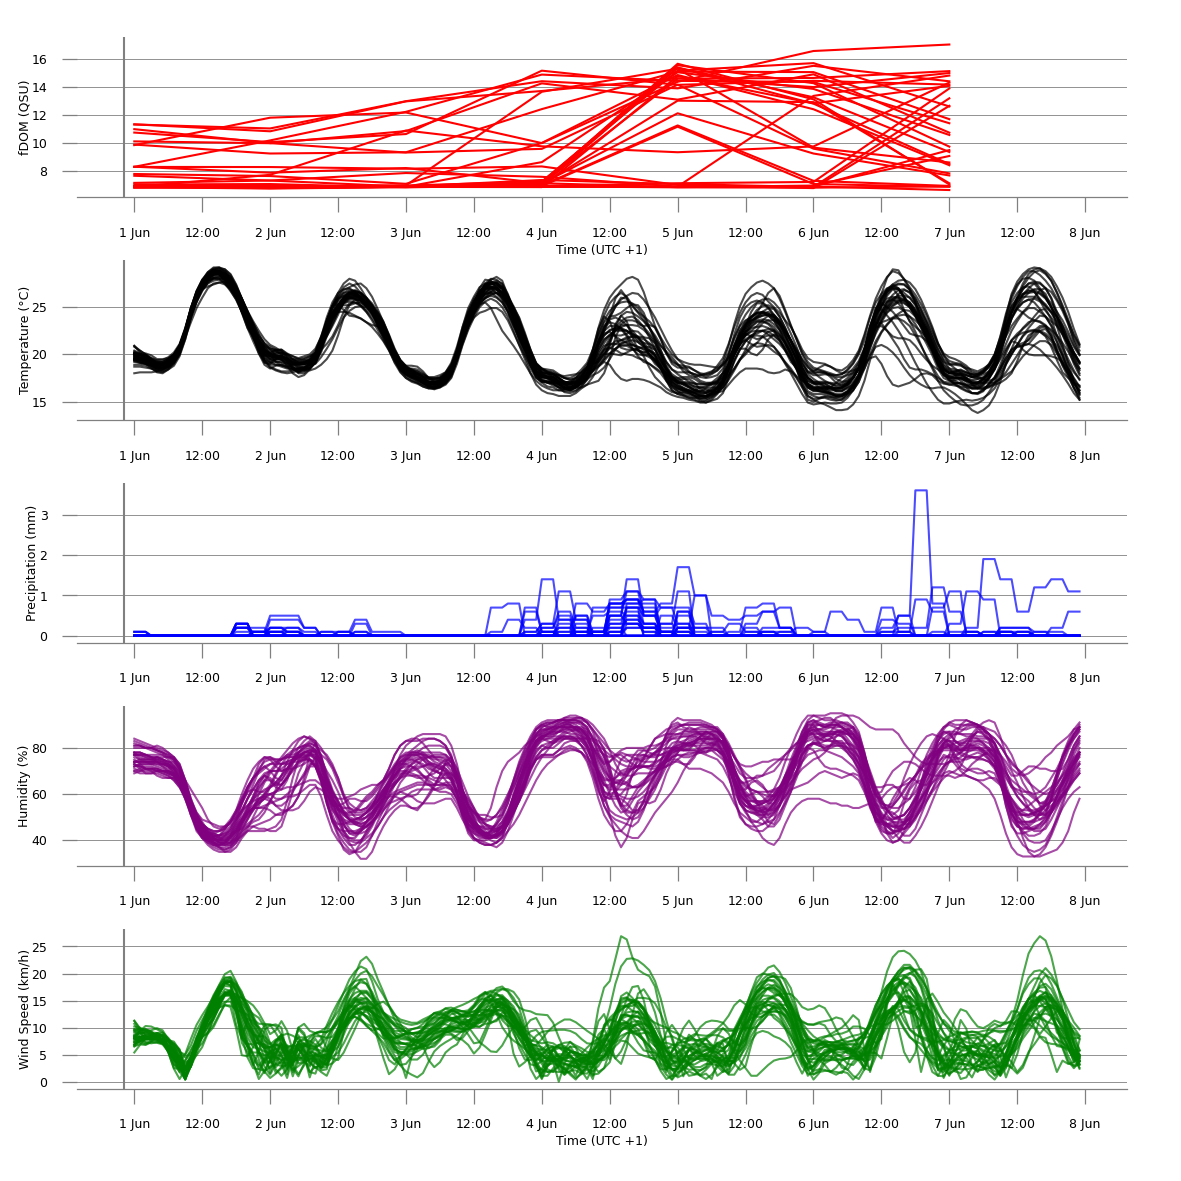 fDOM (QSU)
16
14
12
10
8
1 Jun 12:00 2 Jun 12:00 3 Jun 12:00 4 Jun 12:00 5 Jun 12:00 6 Jun 12:00 7 Jun 12:00 8 Jun
Time (UTC +1)
Temperature (°C)
25
20
15
1 Jun 12:00 2 Jun 12:00 3 Jun 12:00 4 Jun 12:00 5 Jun 12:00 6 Jun 12:00 7 Jun 12:00 8 Jun
Precipitation (mm)
3
2
1
0
1 Jun 12:00 2 Jun 12:00 3 Jun 12:00 4 Jun 12:00 5 Jun 12:00 6 Jun 12:00 7 Jun 12:00 8 Jun
Humidity (%)
80
60
40
1 Jun 12:00 2 Jun 12:00 3 Jun 12:00 4 Jun 12:00 5 Jun 12:00 6 Jun 12:00 7 Jun 12:00 8 Jun
Wind Speed (km/h)
25
20
15
10
5
0
1 Jun 12:00 2 Jun 12:00 3 Jun 12:00 4 Jun 12:00 5 Jun 12:00 6 Jun 12:00 7 Jun 12:00 8 Jun
Time (UTC +1)